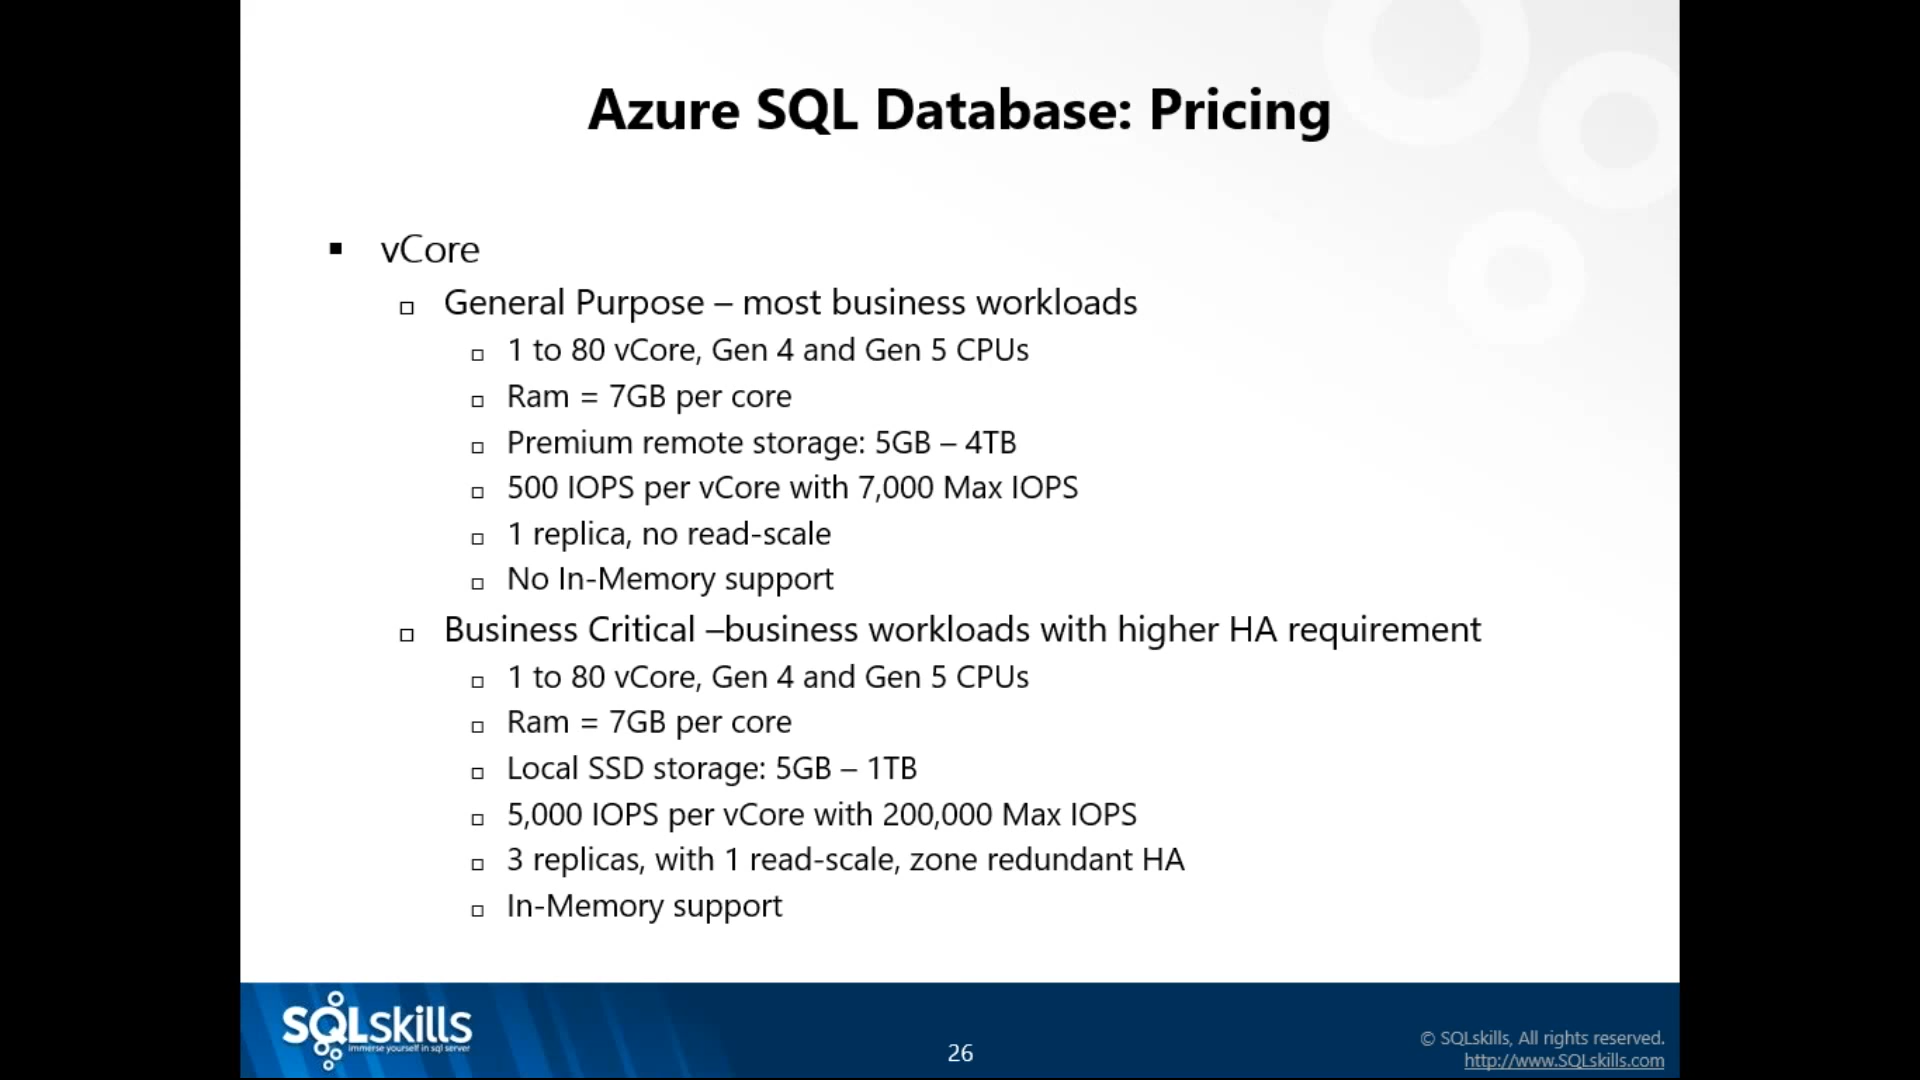 Azure SQL Database: Pricing
vCore
General Purpose – most business workloads
1 to 80 vCore, Gen 4 and Gen 5 CPUs
Ram = 7GB per core
Premium remote storage: 5GB – 4TB
500 IOPS per vCore with 7,000 Max IOPS
1 replica, no read-scale
No In-Memory support
Business Critical –business workloads with higher HA requirement
1 to 80 vCore, Gen 4 and Gen 5 CPUs
Ram = 7GB per core
Local SSD storage: 5GB – 1TB
5,000 IOPS per vCore with 200,000 Max IOPS
3 replicas, with 1 read-scale, zone redundant HA
In-Memory support
SQLskills
immerse yourself in sql server
26
© SQLskills, All rights reserved.
http://www.SQLskills.com